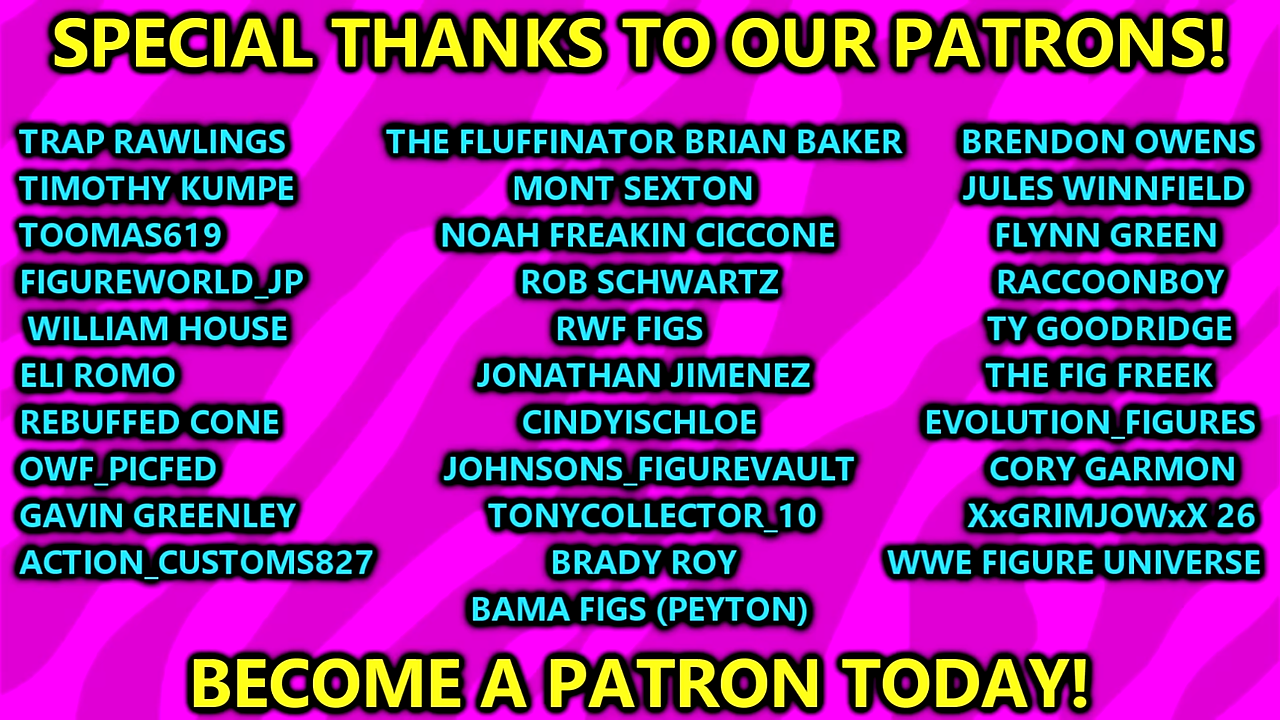 SPECIAL THANKS TO OUR PATRONS!
TRAP RAWLINGS
TIMOTHY KUMPE
TOOMAS619
FIGUREWORLD_JP
WILLIAM HOUSE
ELI ROMO
REBUFFED CONE
OWF_PICFED
GAVIN GREENLEY
ACTION_CUSTOMS827
THE FLUFFINATOR BRIAN BAKER
MONT SEXTON
NOAH FREAKIN CICCONE
ROB SCHWARTZ
RWF FIGS
JONATHAN JIMENEZ
CINDYISCHLOE
JOHNSONS_FIGUREVAULT
TONYCOLLECTOR_10
BRADY ROY
BAMA FIGS (PEYTON)
BRENDON OWENS
JULES WINNFIELD
FLYNN GREEN
RACCOONBOY
TY GOODRIDGE
THE FIG FREEK
EVOLUTION_FIGURES
CORY GARMON
XxGRIMJOWxX 26
WWE FIGURE UNIVERSE
BECOME A PATRON TODAY!